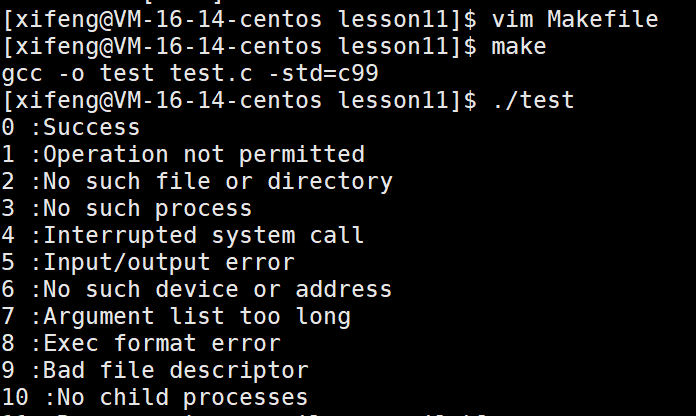 [xifeng@VM-16-14-centos lesson11]$ vim Makefile
[xifeng@VM-16-14-centos lesson11]$ make
gcc -o test test.c -std=c99
[xifeng@VM-16-14-centos lesson11]$ ./test
0 :Success
1 :Operation not permitted
2 :No such file or directory
3 :No such process
4 :Interrupted system call
5 :Input/output error
6 :No such device or address
7 :Argument list too long
8 :Exec format error
9 :Bad file descriptor
10 :No child processes